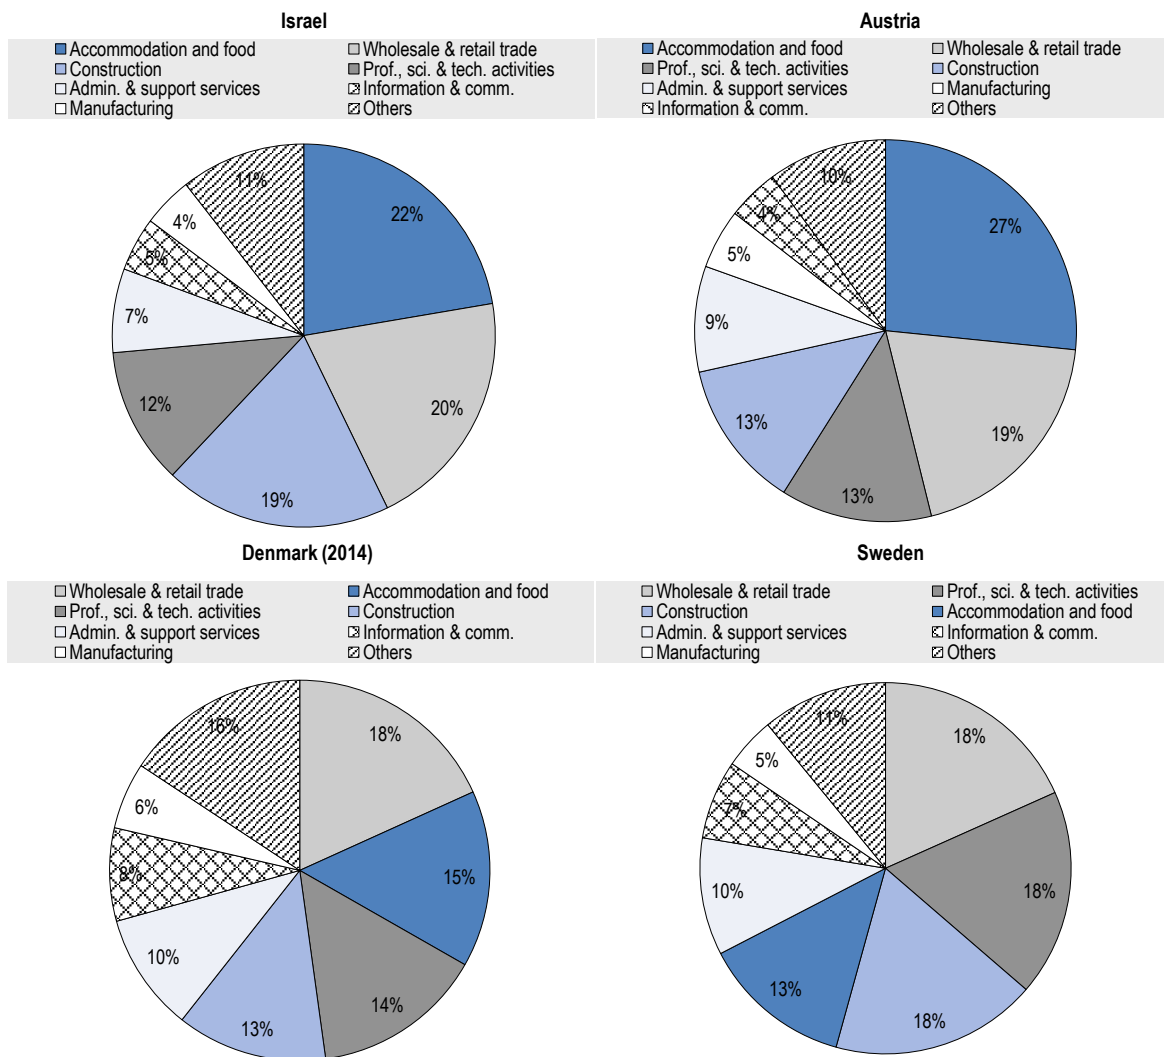 Israel
Accommodation and food
Wholesale & retail trade
Construction
Prof., sci. & tech. activities
Admin. & support services
Information & comm.
Manufacturing
Others
11%
22%
4%
5%
7%
12%
20%
19%
Austria
Accommodation and food
Wholesale & retail trade
Prof., sci. & tech. activities
Construction
Admin. & support services
Manufacturing
Information & comm.
Others
10%
27%
4%
5%
9%
13%
19%
13%
Denmark (2014)
Wholesale & retail trade
Accommodation and food
Prof., sci. & tech. activities
Construction
Admin. & support services
Information & comm.
Manufacturing
Others
16%
18%
6%
8%
15%
10%
14%
13%
Sweden
Wholesale & retail trade
Prof., sci. & tech. activities
Construction
Accommodation and food
Admin. & support services
Information & comm.
Manufacturing
Others
11%
18%
5%
7%
18%
10%
13%
18%